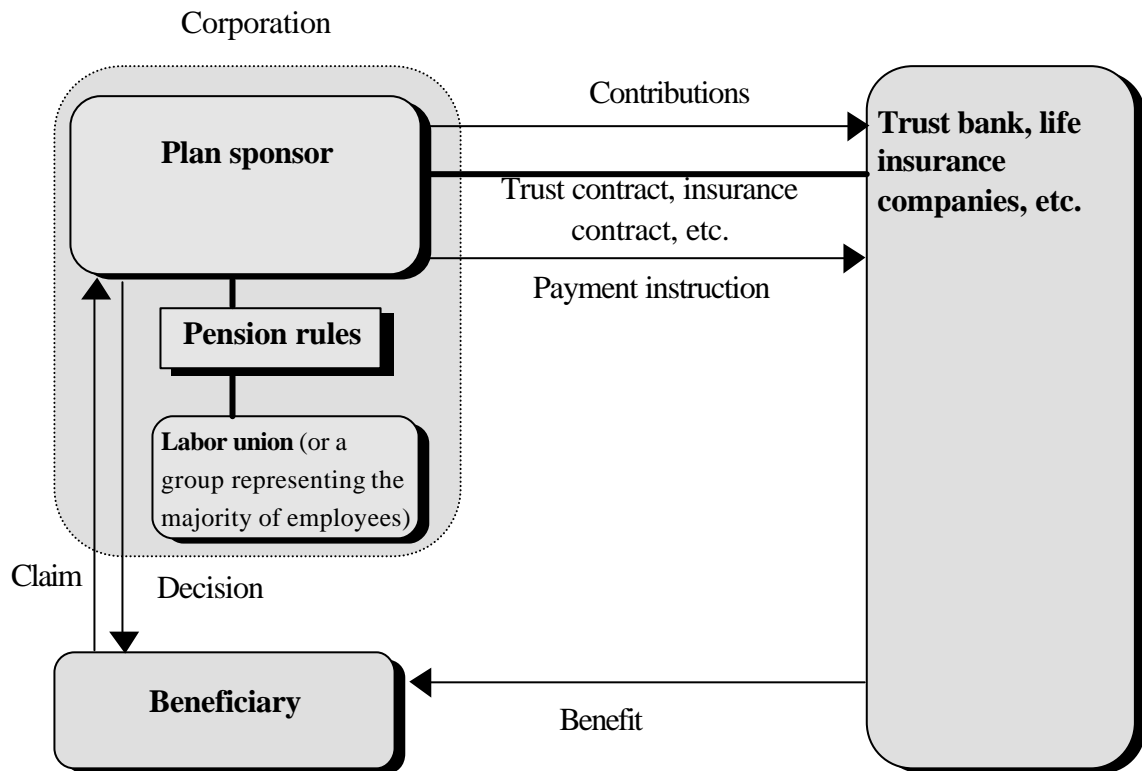 Corporation
Contributions
Plan sponsor
Trust bank, life
insurance
companies, etc.
Trust contract, insurance
contract, etc.
Payment instruction
Pension rules
Labor union (or a
group representing the
majority of employees)
Claim
Decision
Beneficiary
Benefit